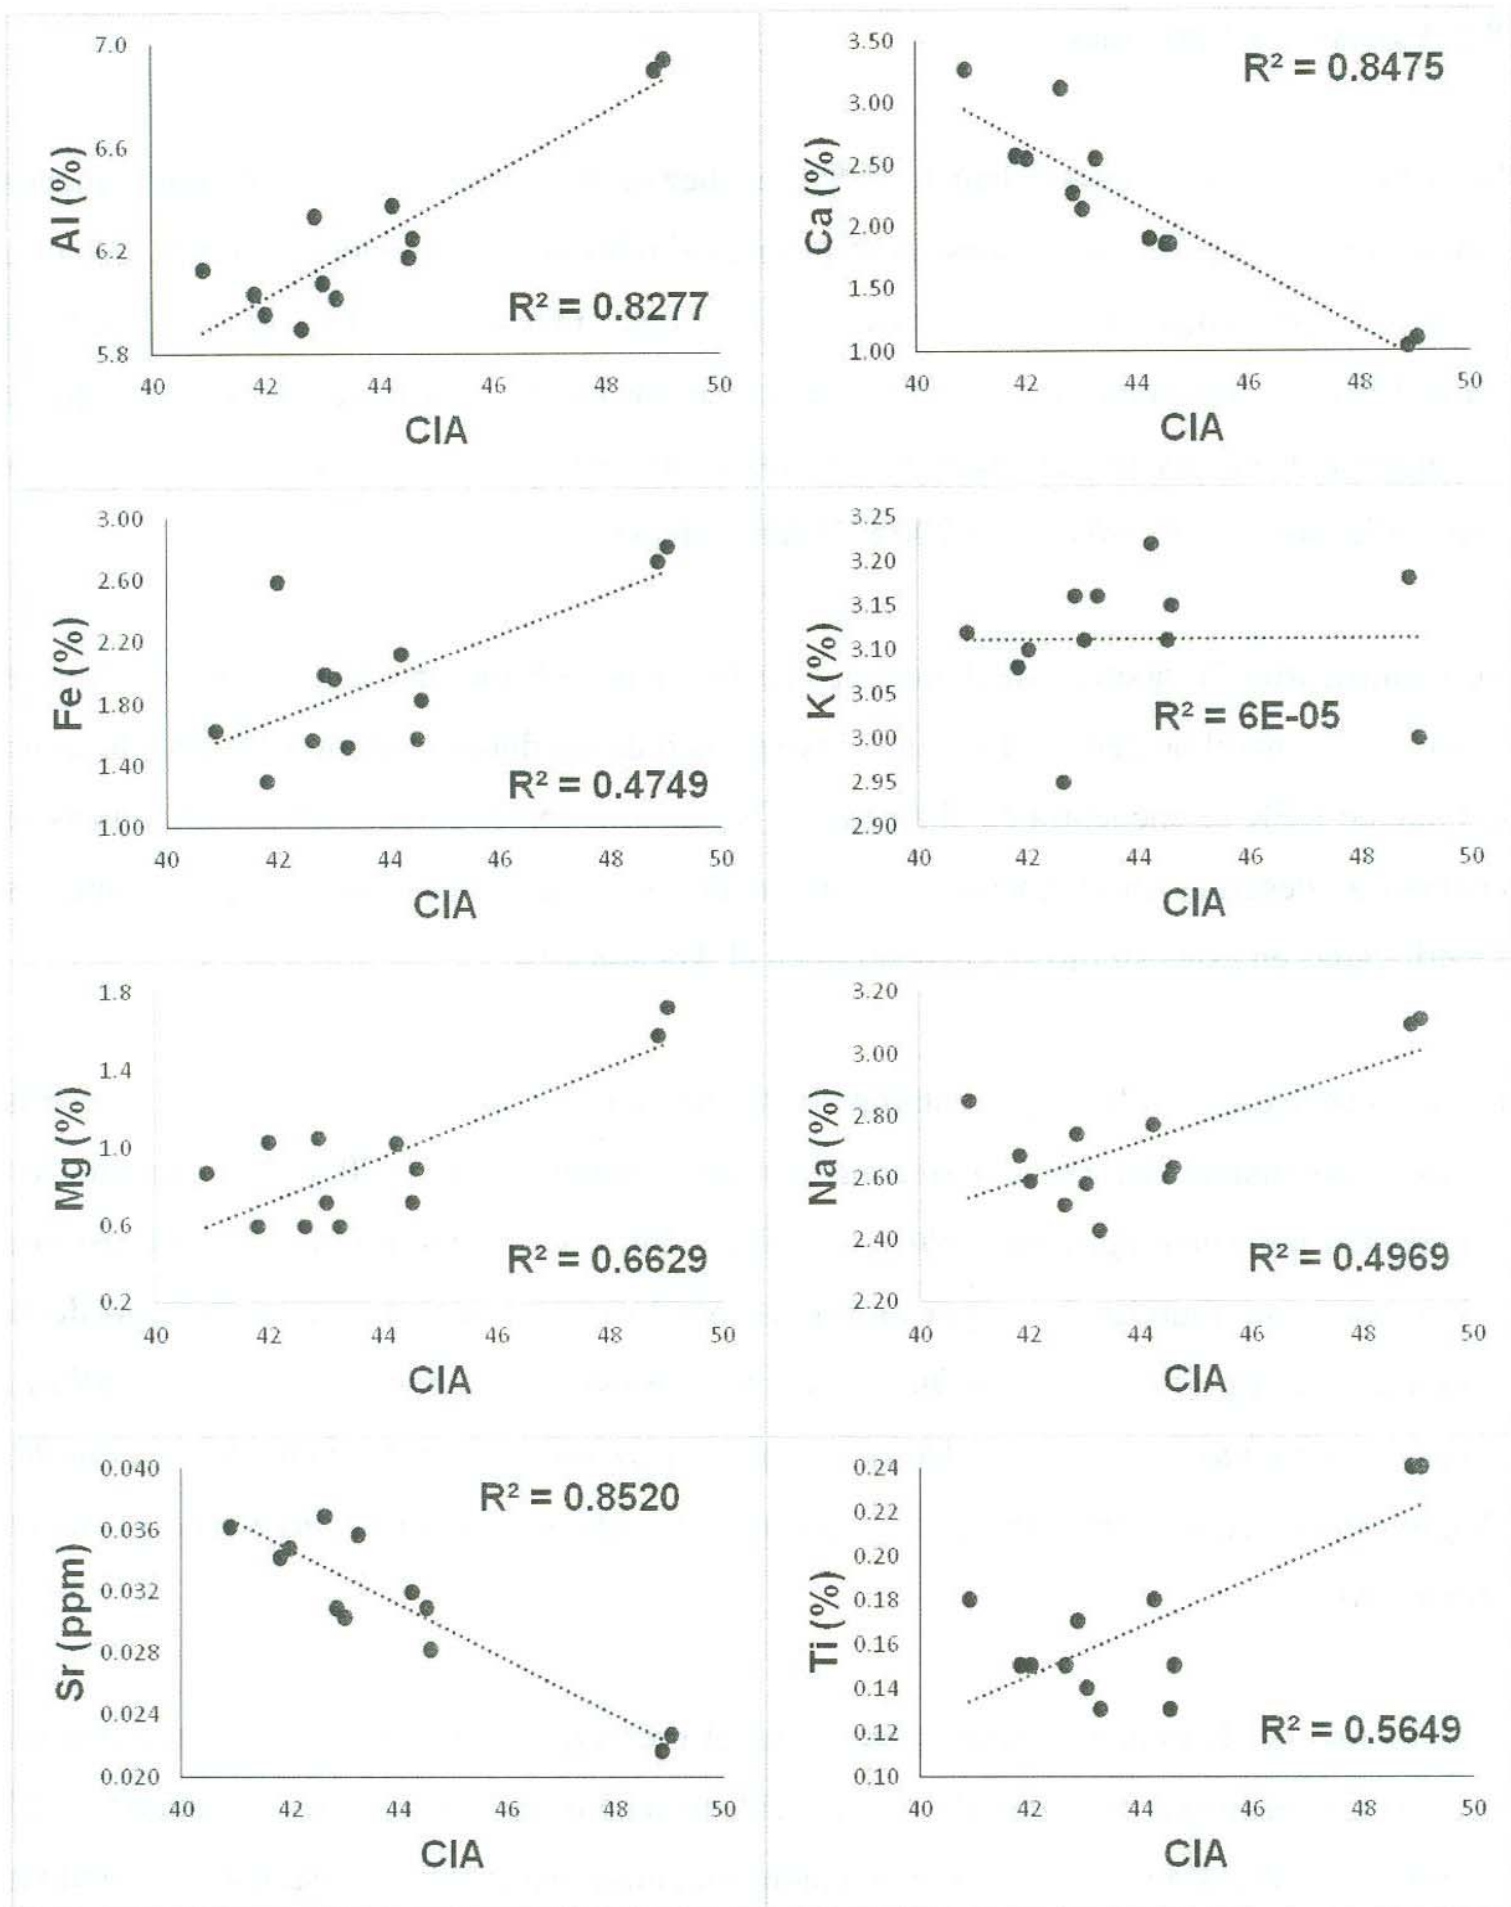 7.0
6.6
6.2
5.8
Al (%)
R² = 0.8277
40 42 44 46 48 50
CIA
3.50
3.00
2.50
2.00
1.50
1.00
Ca (%)
R² = 0.8475
40 42 44 46 48 50
CIA
3.00
2.60
2.20
1.80
1.40
1.00
Fe (%)
R² = 0.4749
40 42 44 46 48 50
CIA
3.25
3.20
3.15
3.10
3.05
3.00
2.95
2.90
K (%)
R² = 6E-05
40 42 44 46 48 50
CIA
1.8
1.4
1.0
0.6
0.2
Mg (%)
R² = 0.6629
40 42 44 46 48 50
CIA
3.20
3.00
2.80
2.60
2.40
2.20
Na (%)
R² = 0.4969
40 42 44 46 48 50
CIA
0.040
0.036
0.032
0.028
0.024
0.020
Sr (ppm)
R² = 0.8520
40 42 44 46 48 50
CIA
0.24
0.22
0.20
0.18
0.16
0.14
0.12
0.10
Ti (%)
R² = 0.5649
40 42 44 46 48 50
CIA